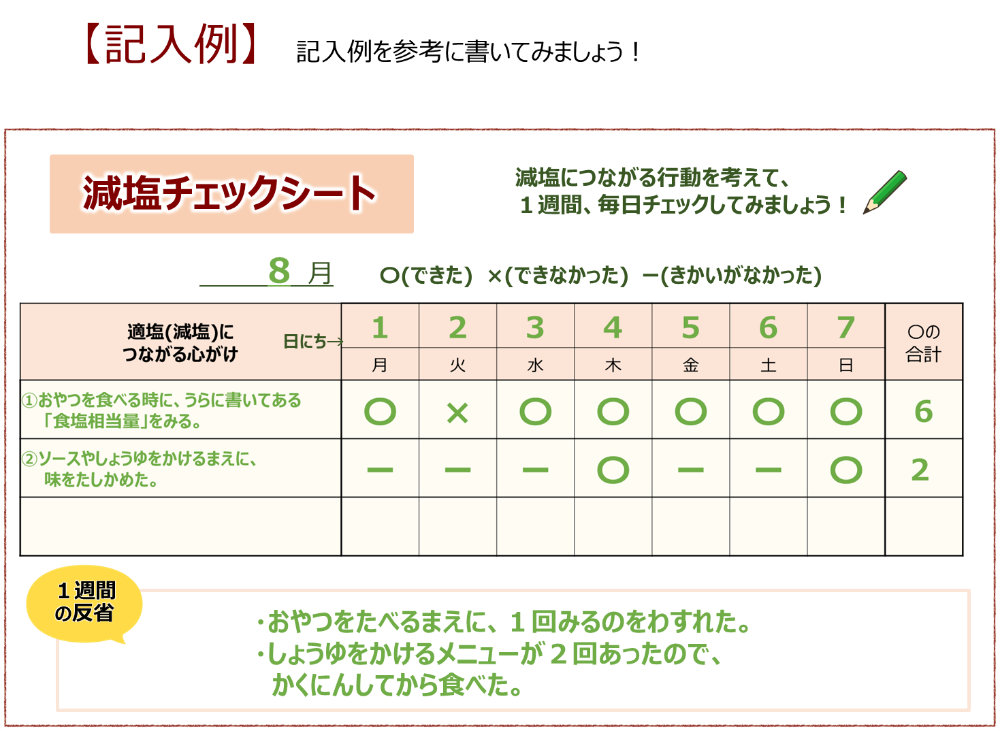 【記入例】 記入例を参考に書いてみましょう！
減塩チェックシート
減塩につながる行動を考えて、
１週間、毎日チェックしてみましょう！
8 月 〇(できた) ×(できなかった) －(きかいがなかった)
適塩(減塩)に
つながる心がけ
日にち→
1 2 3 4 5 6 7
月 火 水 木 金 土 日
〇の
合計
①おやつを食べる時に、うらに書いてある
「食塩相当量」をみる。
〇 × 〇 〇 〇 〇 〇 6
②ソースやしょうゆをかけるまえに、
味をたしかめた。
－ － － 〇 － － 〇 2
１週間
の反省
・おやつをたべるまえに、１回みるのをわすれた。
・しょうゆをかけるメニューが２回あったので、
かくにんしてから食べた。